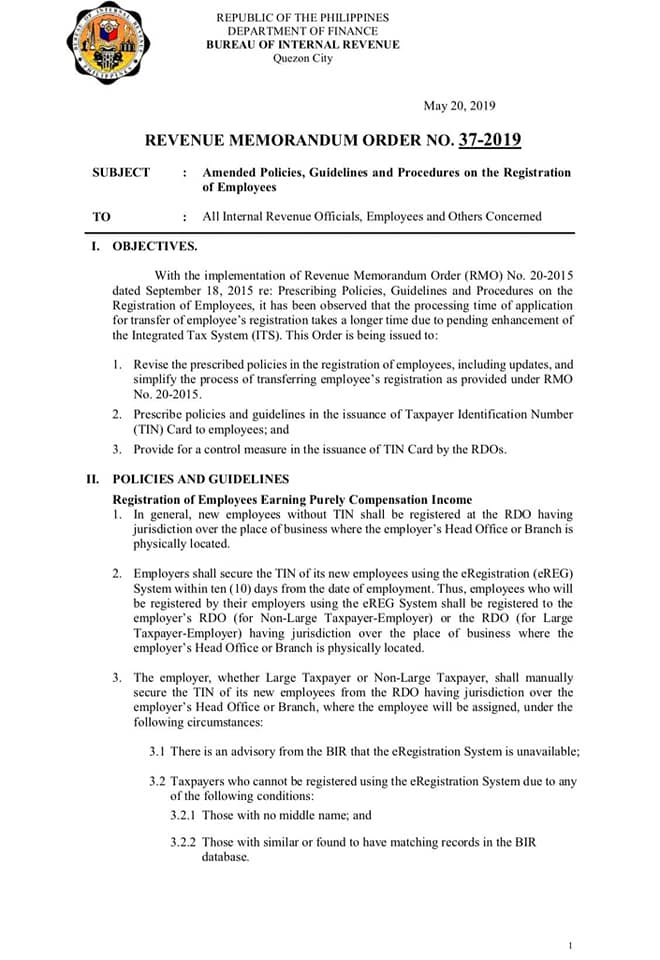 REPUBLIC OF THE PHILIPPINES
DEPARTMENT OF FINANCE
BUREAU OF INTERNAL REVENUE
Quezon City
May 20, 2019
REVENUE MEMORANDUM ORDER NO. 37-2019
SUBJECT : Amended Policies, Guidelines and Procedures on the Registration
of Employees
TO : All Internal Revenue Officials, Employees and Others Concerned
I. OBJECTIVES.
With the implementation of Revenue Memorandum Order (RMO) No. 20-2015
dated September 18, 2015 re: Prescribing Policies, Guidelines and Procedures on the
Registration of Employees, it has been observed that the processing time of application
for transfer of employee's registration takes a longer time due to pending enhancement of
the Integrated Tax System (ITS). This Order is being issued to:
1. Revise the prescribed policies in the registration of employees, including updates, and
simplify the process of transferring employee's registration as provided under RMO
No. 20-2015.
2. Prescribe policies and guidelines in the issuance of Taxpayer Identification Number
(TIN) Card to employees; and
3. Provide for a control measure in the issuance of TIN Card by the RDOs.
II. POLICIES AND GUIDELINES
Registration of Employees Earning Purely Compensation Income
1. In general, new employees without TIN shall be registered at the RDO having
jurisdiction over the place of business where the employer's Head Office or Branch is
physically located.
2. Employers shall secure the TIN of its new employees using the eRegistration (eREG)
System within ten (10) days from the date of employment. Thus, employees who will
be registered by their employers using the eREG System shall be registered to the
employer's RDO (for Non-Large Taxpayer-Employer) or the RDO (for Large
Taxpayer-Employer) having jurisdiction over the place of business where the
employer's Head Office or Branch is physically located.
3. The employer, whether Large Taxpayer or Non-Large Taxpayer, shall manually
secure the TIN of its new employees from the RDO having jurisdiction over the
employer's Head Office or Branch, where the employee will be assigned, under the
following circumstances:
3.1 There is an advisory from the BIR that the eRegistration System is unavailable;
3.2 Taxpayers who cannot be registered using the eRegistration System due to any
of the following conditions:
3.2.1 Those with no middle name; and
3.2.2 Those with similar or found to have matching records in the BIR
database.
1